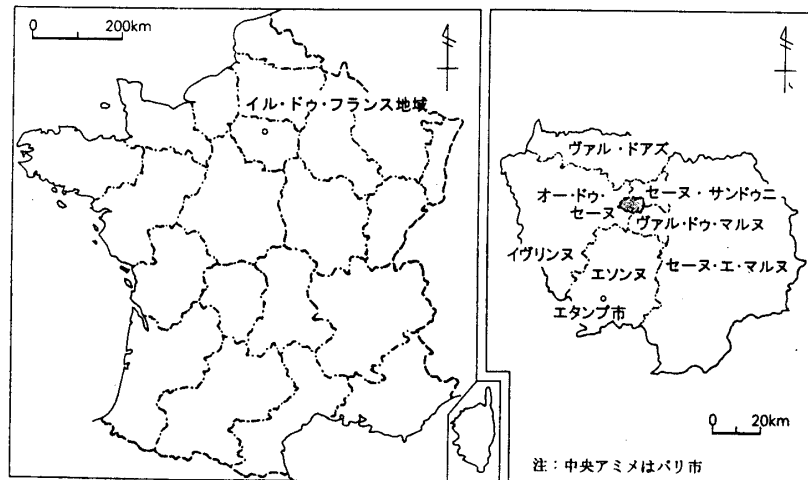 0 200km
イル・ドゥ・フランス地域
ヴァル・ドアズ
オー・ドゥ・
セーヌ
セーヌ・サンドゥニ
ヴァル・ドゥ・マルヌ
イヴリンヌ
エソンヌ
セーヌ・エ・マルヌ
エタンプ市
0 20km
注：中央アミメはパリ市